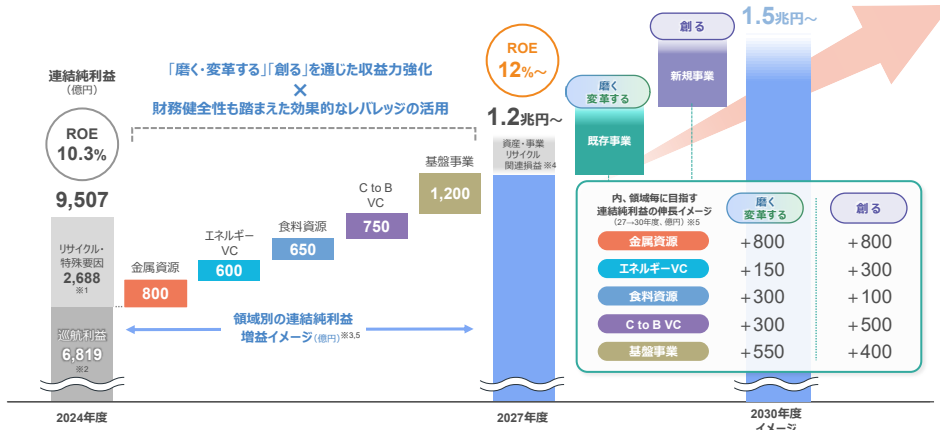 連結純利益
(億円)
ROE
10.3%
9,507
リサイクル・
特殊要因
2,688
※1
巡航利益
6,819
※2
2024年度
「磨く・変革する」「創る」を通じた収益力強化
×
財務健全性も踏まえた効果的なレバレッジの活用
金属資源
800
エネルギー
VC
600
食料資源
650
C to B
VC
750
基盤事業
1,200
領域別の連結純利益
増益イメージ(億円)※3,5
ROE
12%～
1.2兆円～
資産・事業
リサイクル
関連損益 ※4
2027年度
磨く
変革する
既存事業
創る
新規事業
1.5兆円～
内、領域毎に目指す
連結純利益の伸長イメージ
(27→30年度、億円) ※5
磨く
変革する
創る
金属資源 +800 +800
エネルギーVC +150 +300
食料資源 +300 +100
C to B VC +300 +500
基盤事業 +550 +400
2030年度
イメージ